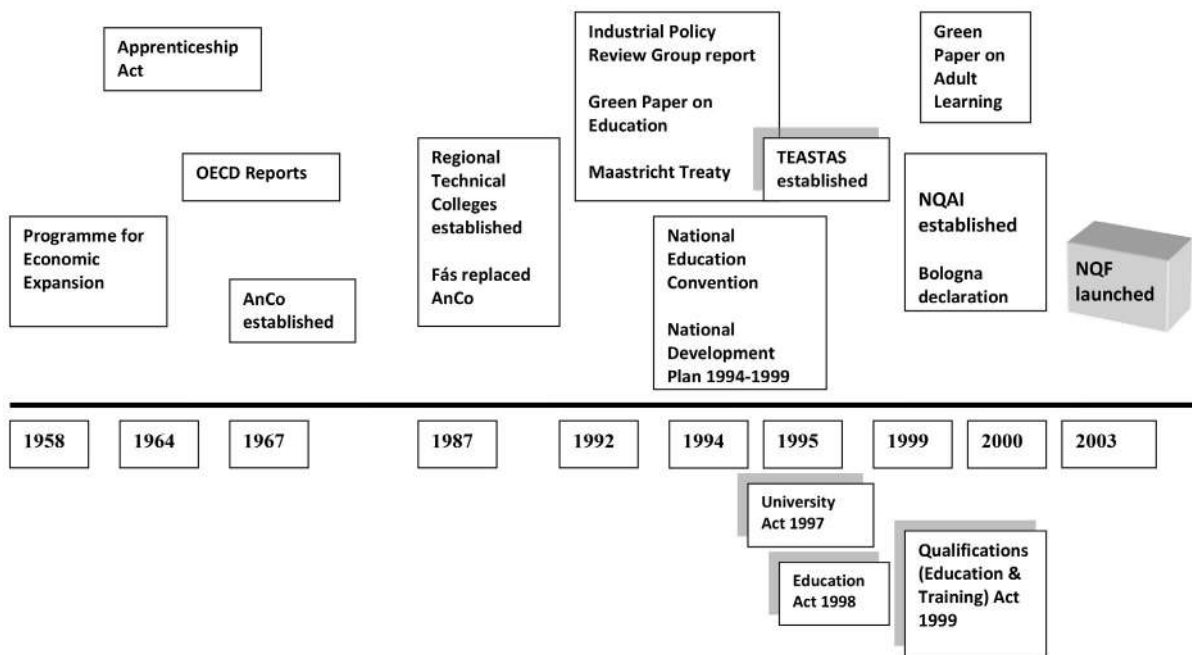 Apprenticeship
Act
Industrial Policy
Review Group report
Green Paper on
Education
Maastricht Treaty
Green
Paper on
Adult
Learning
OECD Reports
Regional
Technical
Colleges
established
Fás replaced
AnCo
TEASTAS
established
NQAI
established
Bologna
declaration
Programme for
Economic
Expansion
AnCo
established
National
Education
Convention
National
Development
Plan 1994-1999
NQF
launched
1958
1964
1967
1987
1992
1994
1995
1999
2000
2003
University
Act 1997
Education
Act 1998
Qualifications
(Education &
Training) Act
1999